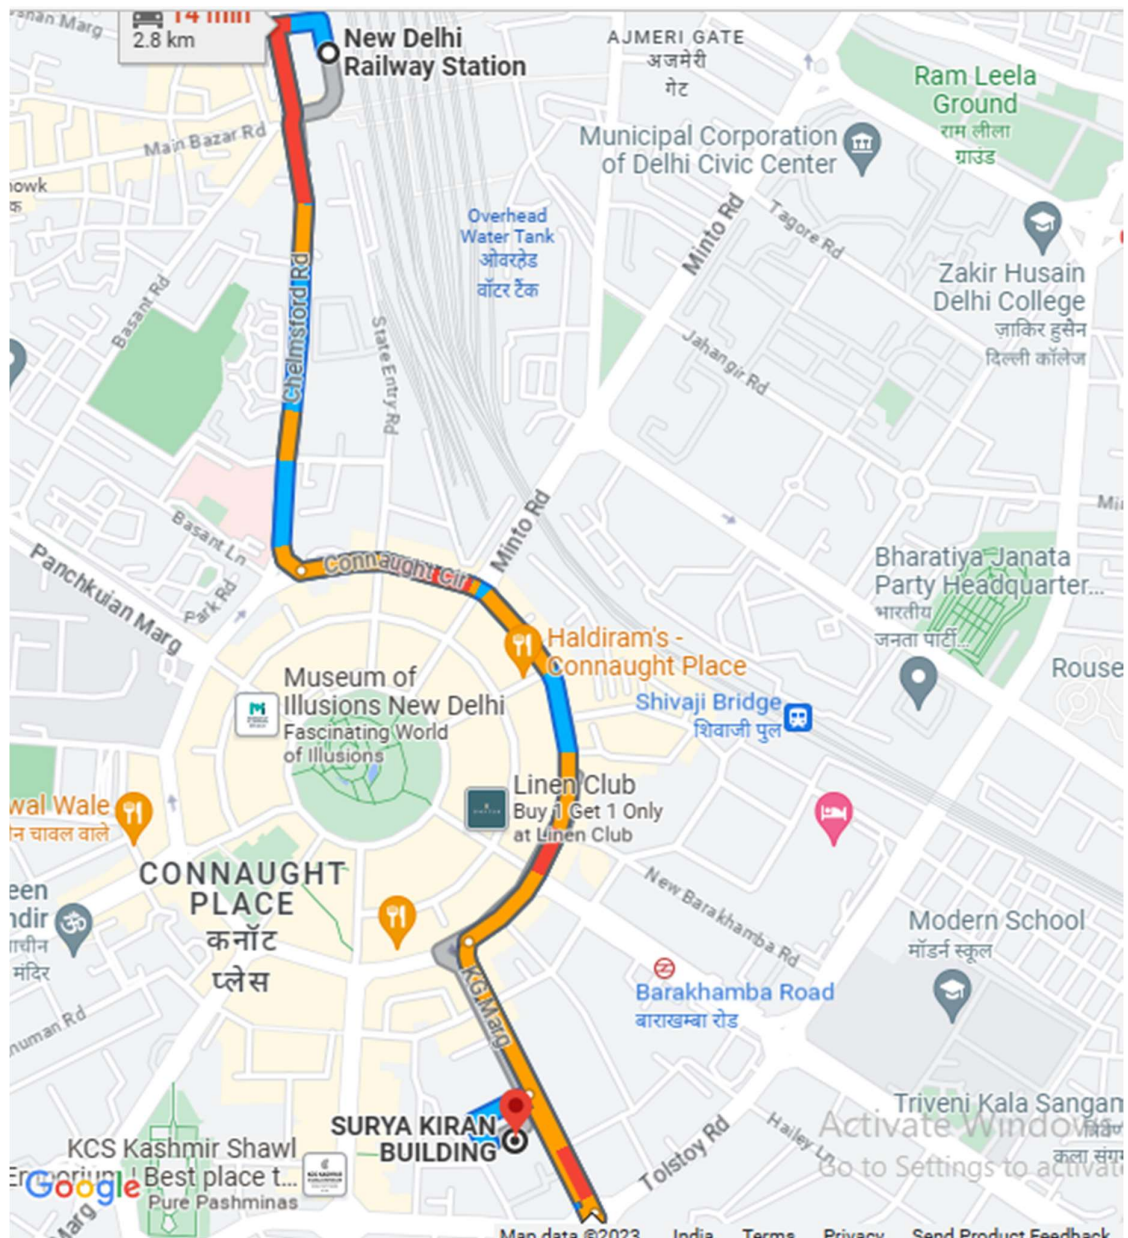 14 min
2.8 km
New Delhi
Railway Station
AJMERI GATE
अजमेरी
गेट
Ram Leela
Ground
राम लीला
ग्राउंड
Municipal Corporation
of Delhi Civic Center
Main Bazar Rd
Overhead
Water Tank
ओवरहेड
वॉटर टैंक
Minto Rd
Tagore Rd
Zakir Husain
Delhi College
ज़ाकिर हुसैन
दिल्ली कॉलेज
Basant Rd
Chelmsford Rd
State Entry Rd
Jahangir Rd
Minto Rd
Basant Ln
Panchkuian Marg
Park Rd
Connaught Cir
Bharatiya Janata
Party Headquarter...
भारतीय
जनता पार्टी...
Haldiram's -
Connaught Place
Museum of
Illusions New Delhi
Fascinating World
of Illusions
Shivaji Bridge
शिवाजी पुल
Linen Club
Buy 1 Get 1 Only
at Linen Club
CONNAUGHT
PLACE
कनॉट
प्लेस
New Barakhamba Rd
Modern School
मॉडर्न स्कूल
Barakhamba Road
बाराखम्बा रोड
KG Marg
SURYA KIRAN
BUILDING
Tolstoy Rd
Hailey Ln
Triveni Kala Sangam
Activate Windows
Go to Settings to activate
KCS Kashmir Shawl
Best place t...
Pure Pashminas
Google
Map data ©2023 India Terms Privacy Send Product Feedback